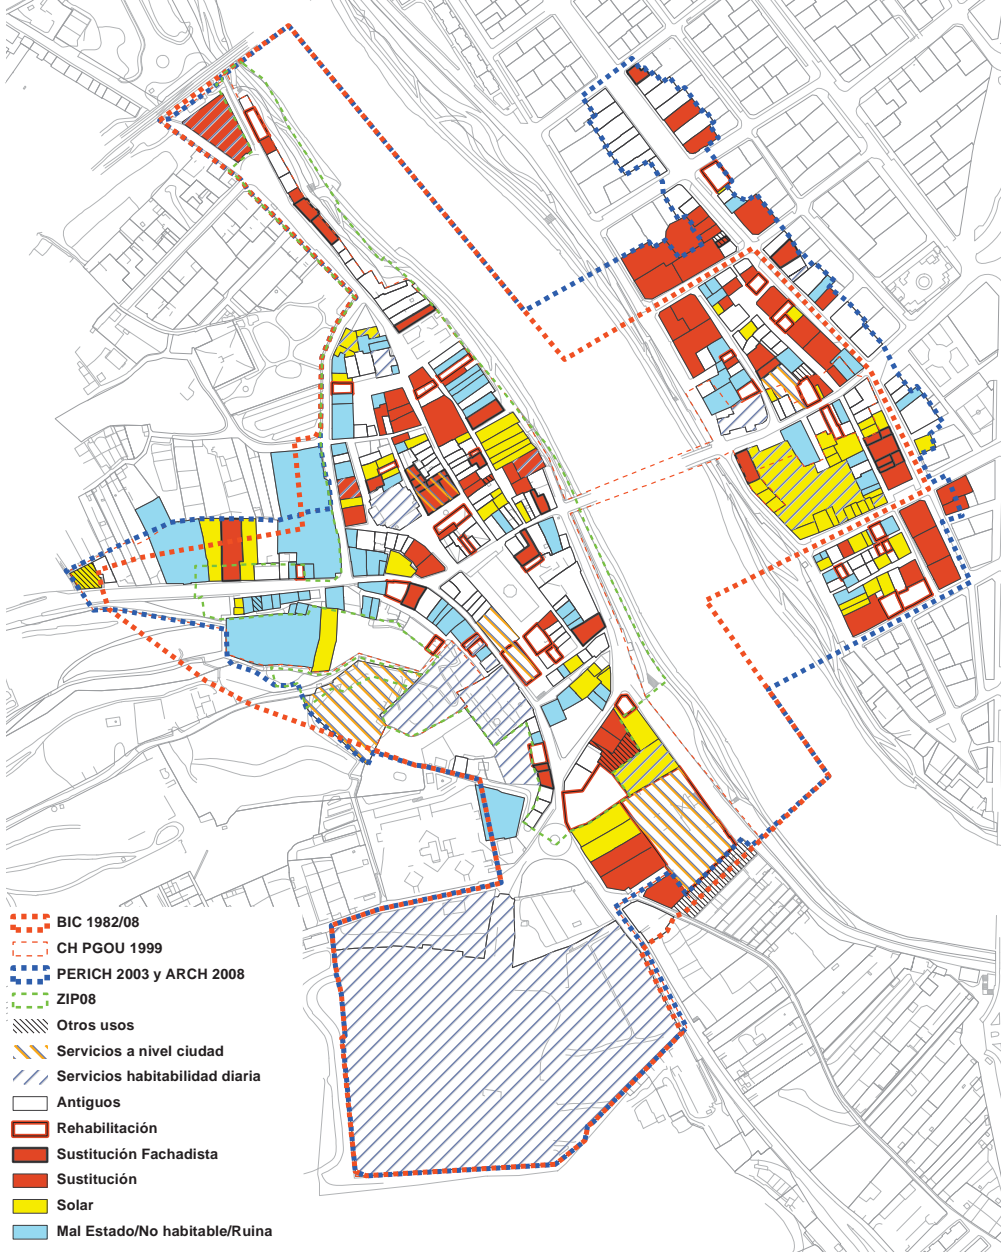 BIC 1982/08
CH PGOU 1999
PERICH 2003 y ARCH 2008
ZIP08
Otros usos
Servicios a nivel ciudad
Servicios habitabilidad diaria
Antiguos
Rehabilitación
Sustitución Fachadista
Sustitución
Solar
Mal Estado/No habitable/Ruina